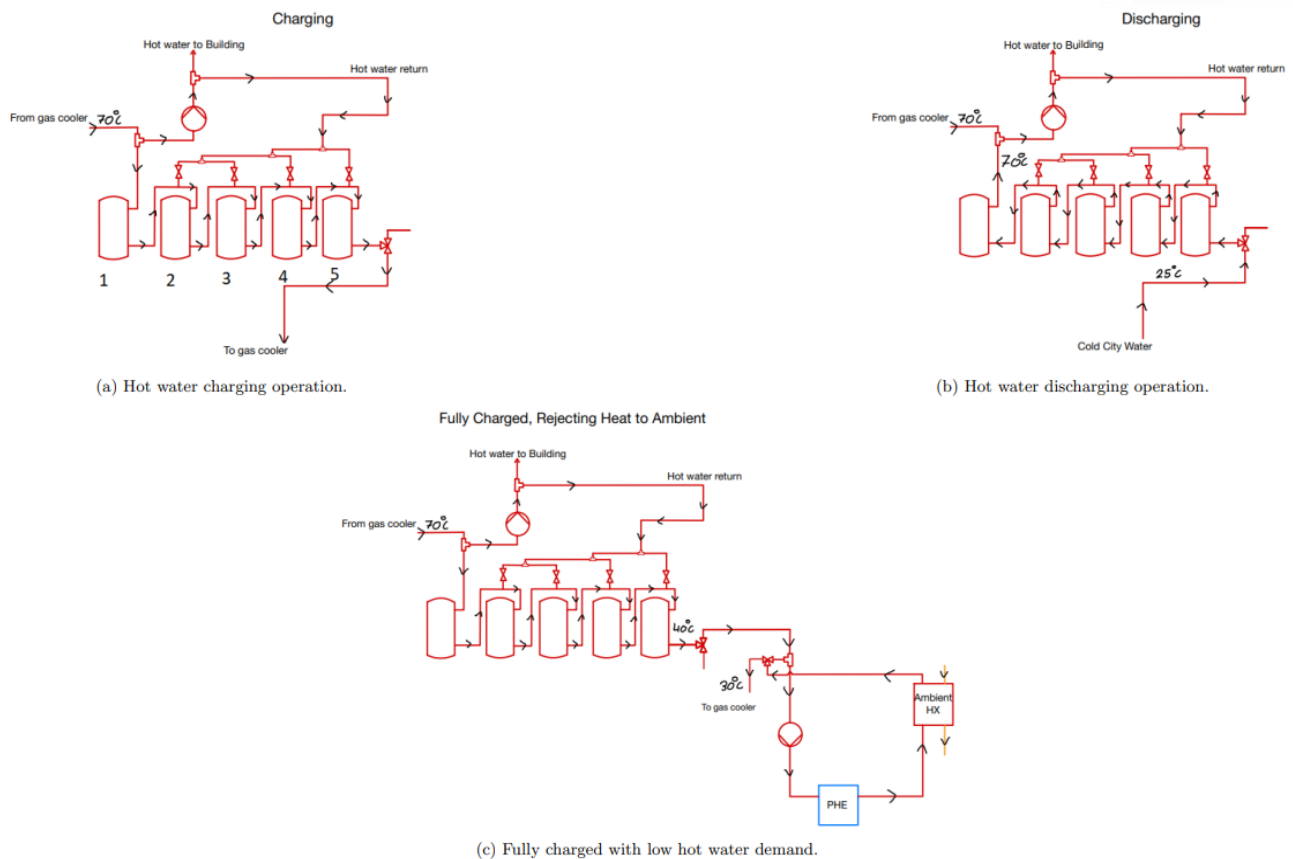 Charging
Hot water to Building
Hot water return
From gas cooler 70°C
1 2 3 4 5
To gas cooler
(a) Hot water charging operation.
Discharging
Hot water to Building
Hot water return
From gas cooler 70°C
70°C
25°C
Cold City Water
(b) Hot water discharging operation.
Fully Charged, Rejecting Heat to Ambient
Hot water to Building
Hot water return
From gas cooler 70°C
40°C
30°C
To gas cooler
Ambient
HX
PHE
(c) Fully charged with low hot water demand.